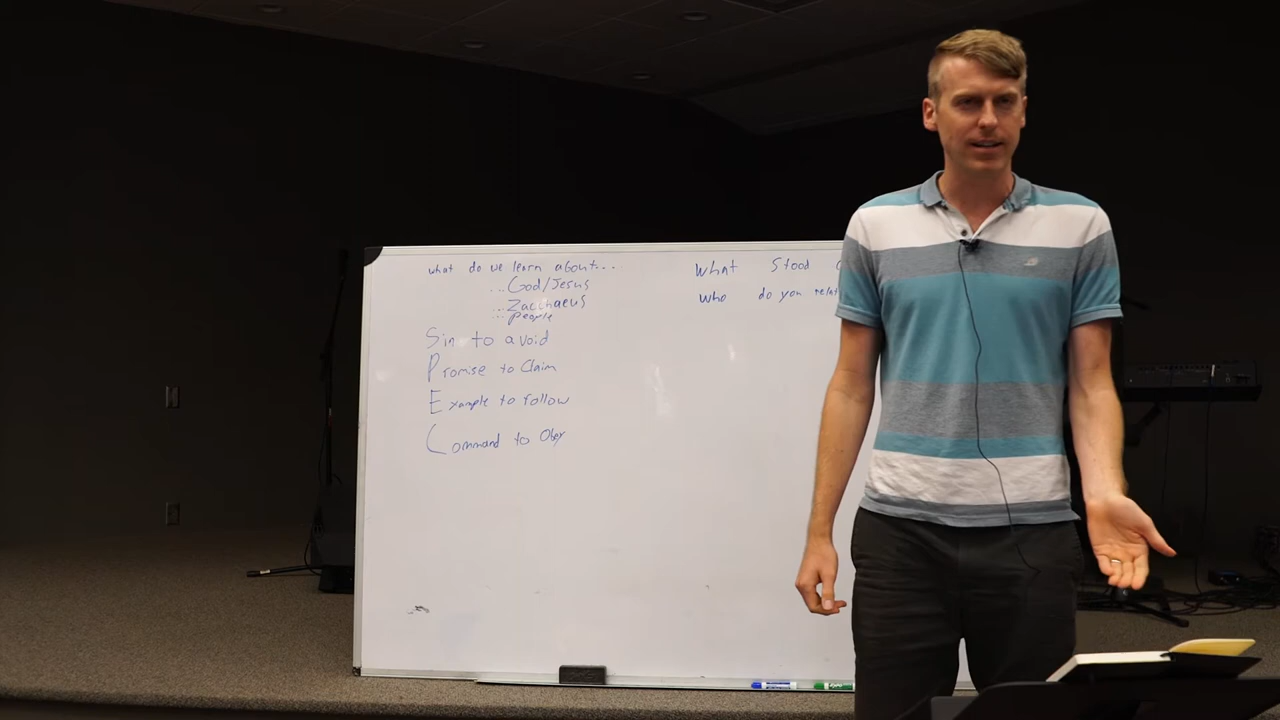 what do we learn about...
...God/Jesus
...Zacchaeus
...people
Sin to avoid
Promise to Claim
Example to follow
Command to Obey
What Stood
Who do you relat